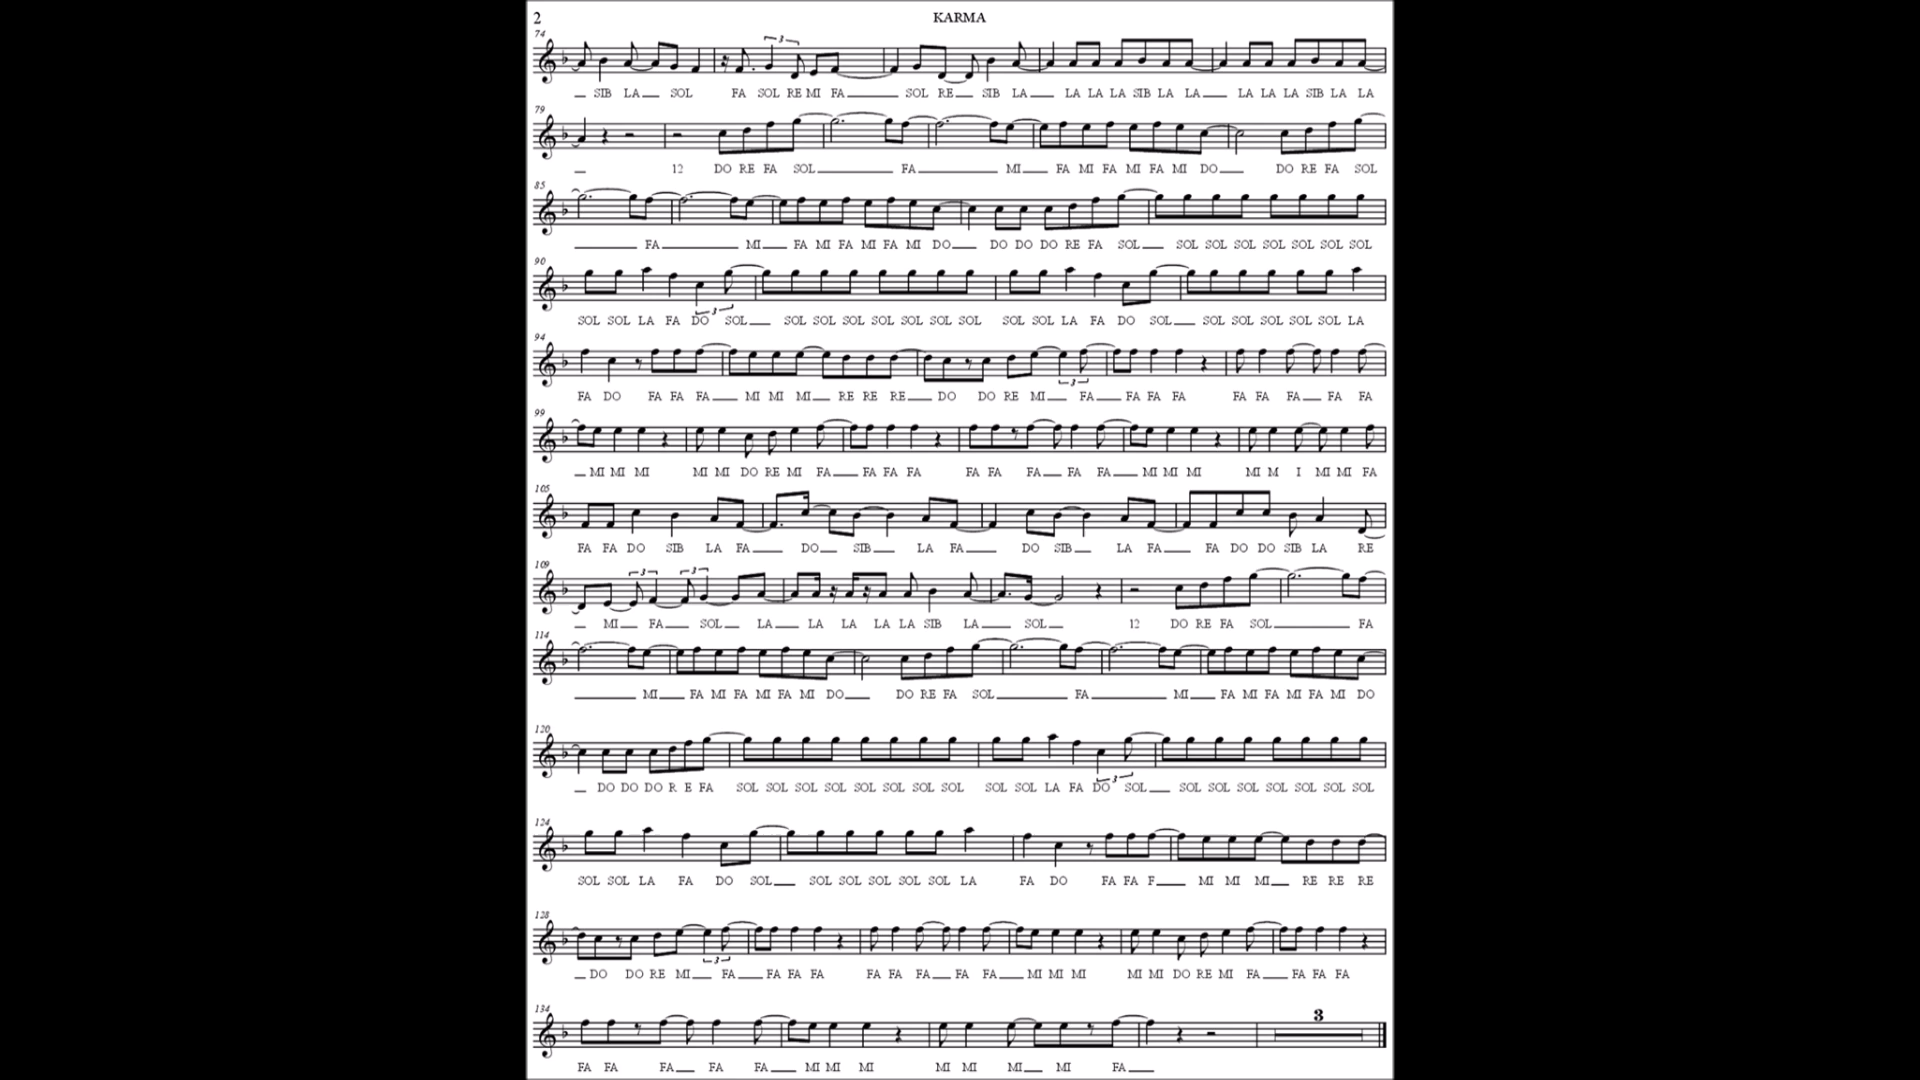 2 KARMA
74
SIB LA SOL FA SOL RE MI FA SOL RE SIB LA LA LA LA SIB LA LA LA LA LA SIB LA LA
79
12 DO RE FA SOL FA MI FA MI FA MI FA MI DO DO RE FA SOL
85
FA MI FA MI FA MI FA MI DO DO DO DO RE FA SOL SOL SOL SOL SOL SOL SOL SOL
90
SOL SOL LA FA DO SOL SOL SOL SOL SOL SOL SOL SOL SOL SOL LA FA DO SOL SOL SOL SOL SOL SOL LA
94
FA DO FA FA FA MI MI MI RE RE RE DO DO RE MI FA FA FA FA FA FA FA FA FA
99
MI MI MI MI MI DO RE MI FA FA FA FA FA FA FA FA FA MI MI MI MI M I MI MI FA
105
FA FA DO SIB LA FA DO SIB LA FA DO SIB LA FA FA DO DO SIB LA RE
109
MI FA SOL LA LA LA LA LA SIB LA SOL 12 DO RE FA SOL FA
114
MI FA MI FA MI FA MI DO DO RE FA SOL FA MI FA MI FA MI FA MI DO
120
DO DO DO R E FA SOL SOL SOL SOL SOL SOL SOL SOL SOL SOL LA FA DO SOL SOL SOL SOL SOL SOL SOL SOL
124
SOL SOL LA FA DO SOL SOL SOL SOL SOL SOL LA FA DO FA FA F MI MI MI RE RE RE
128
DO DO RE MI FA FA FA FA FA FA FA FA FA MI MI MI MI MI DO RE MI FA FA FA FA
134 3
FA FA FA FA FA MI MI MI MI MI MI MI FA